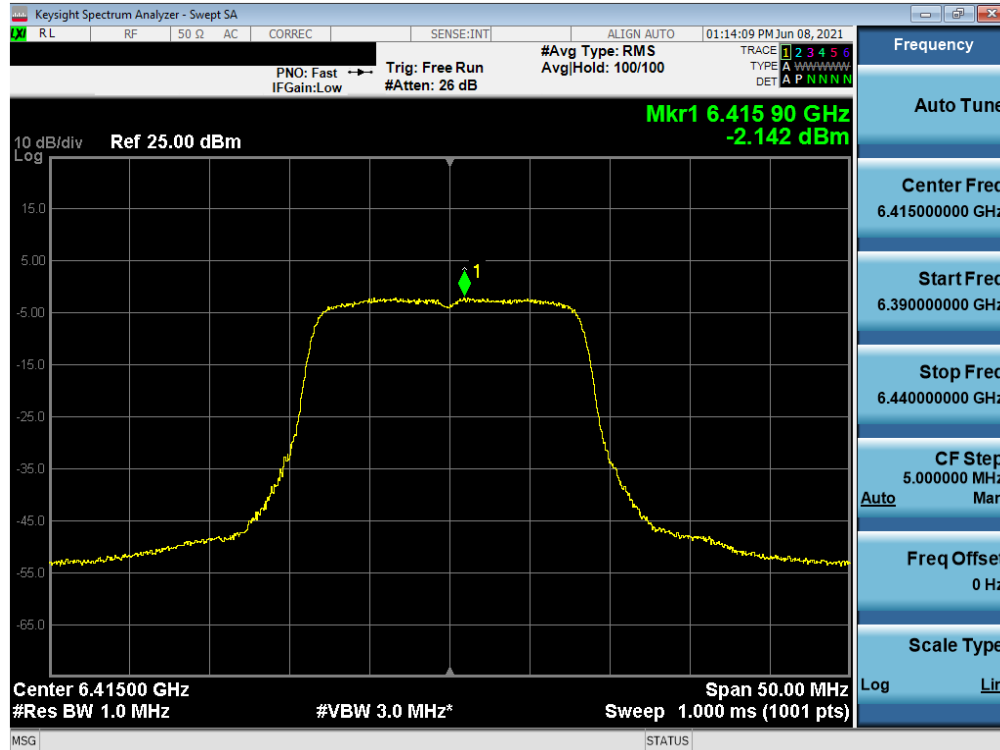 Keysight Spectrum Analyzer - Swept SA
LXI RL RF 50 Ω AC CORREC SENSE:INT ALIGN AUTO 01:14:09 PM Jun 08, 2021
PNO: Fast
IFGain:Low
Trig: Free Run
#Atten: 26 dB
#Avg Type: RMS
Avg|Hold: 100/100
TRACE 1 2 3 4 5 6
TYPE A WWWWW
DET A P N N N N
Mkr1 6.415 90 GHz
-2.142 dBm
10 dB/div Ref 25.00 dBm
Log
15.0
5.00
-5.00
-15.0
-25.0
-35.0
-45.0
-55.0
-65.0
1
Center 6.41500 GHz Span 50.00 MHz
#Res BW 1.0 MHz #VBW 3.0 MHz* Sweep 1.000 ms (1001 pts)
MSG STATUS
Frequency
Auto Tune
Center Freq
6.415000000 GHz
Start Freq
6.390000000 GHz
Stop Freq
6.440000000 GHz
CF Step
5.000000 MHz
Auto Man
Freq Offset
0 Hz
Scale Type
Log Lin